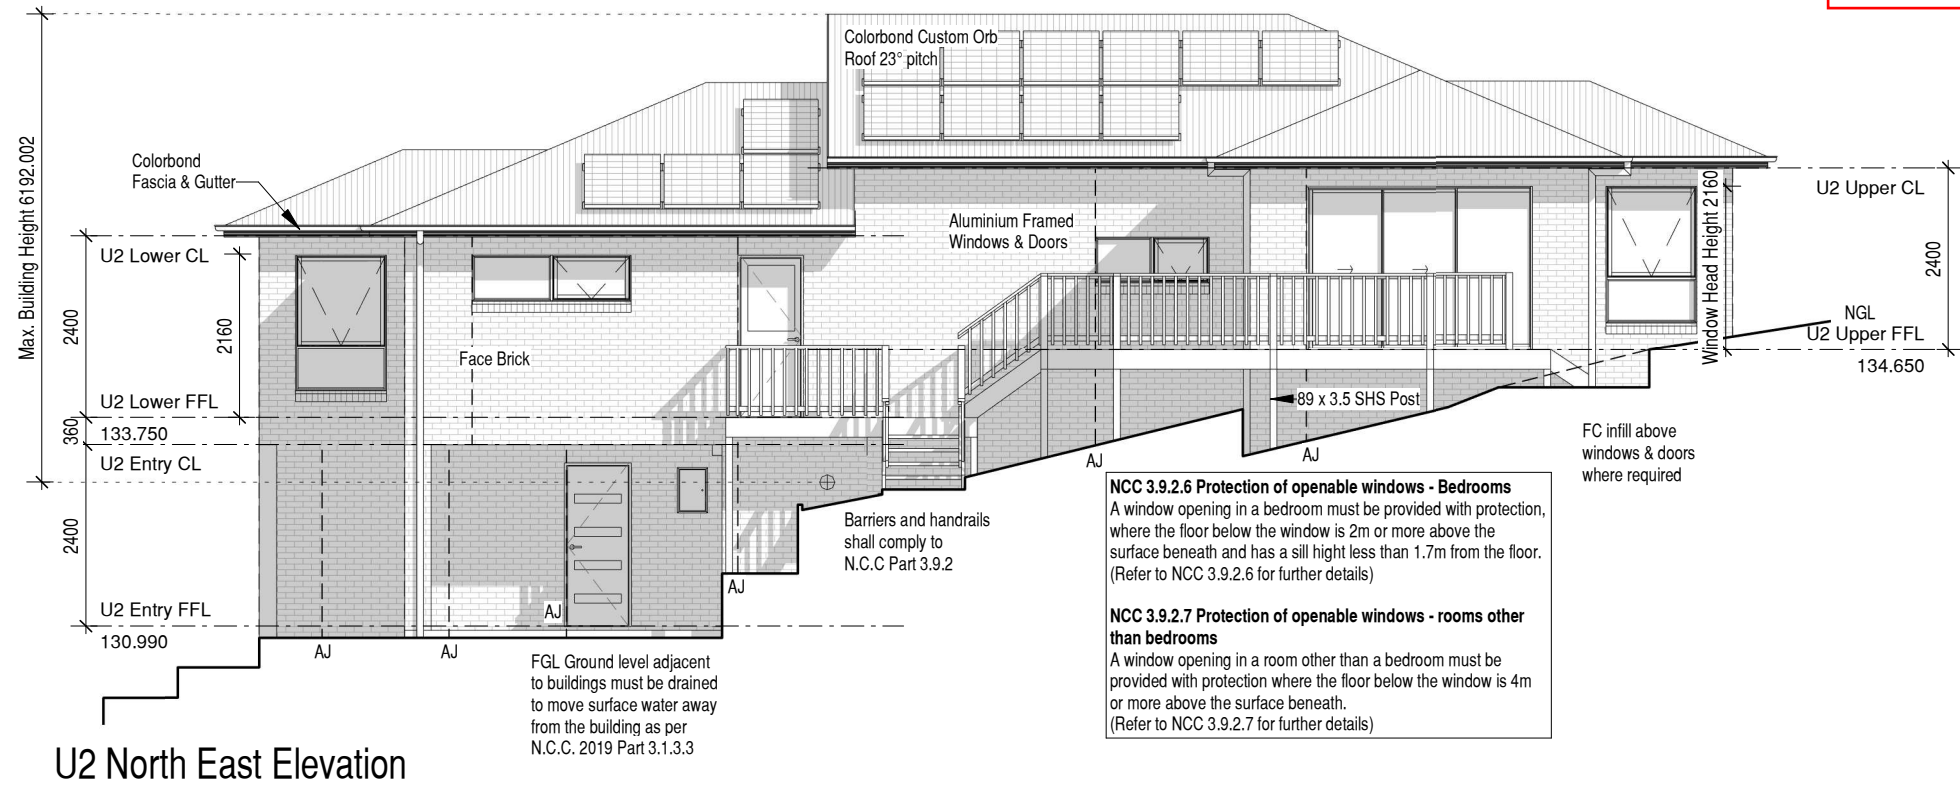 Max. Building Height 6192.002
Colorbond Custom Orb
Roof 23° pitch
Colorbond
Fascia & Gutter
Aluminium Framed
Windows & Doors
U2 Lower CL
2400
2160
Face Brick
U2 Lower FFL
133.750
360
U2 Entry CL
2400
U2 Entry FFL
130.990
U2 Upper CL
Window Head Height 2160
2400
NGL
U2 Upper FFL
134.650
89 x 3.5 SHS Post
FC infill above
windows & doors
where required
AJ
AJ
AJ
AJ
AJ
AJ
Barriers and handrails
shall comply to
N.C.C Part 3.9.2
FGL Ground level adjacent
to buildings must be drained
to move surface water away
from the building as per
N.C.C. 2019 Part 3.1.3.3
NCC 3.9.2.6 Protection of openable windows - Bedrooms
A window opening in a bedroom must be provided with protection,
where the floor below the window is 2m or more above the
surface beneath and has a sill hight less than 1.7m from the floor.
(Refer to NCC 3.9.2.6 for further details)
NCC 3.9.2.7 Protection of openable windows - rooms other
than bedrooms
A window opening in a room other than a bedroom must be
provided with protection where the floor below the window is 4m
or more above the surface beneath.
(Refer to NCC 3.9.2.7 for further details)
U2 North East Elevation